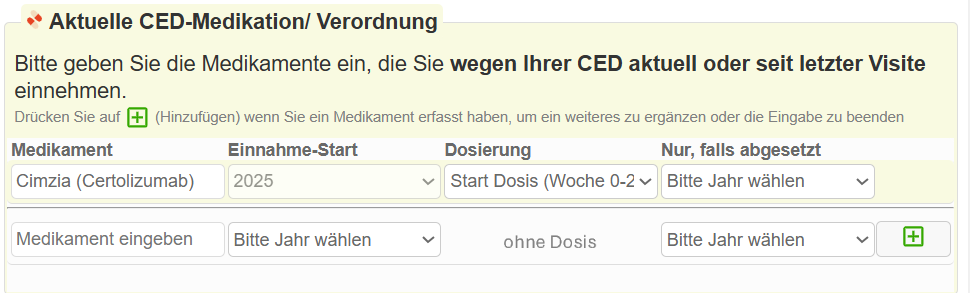 Aktuelle CED-Medikation/ Verordnung
Bitte geben Sie die Medikamente ein, die Sie wegen Ihrer CED aktuell oder seit letzter Visite
einnehmen.
Drücken Sie auf (Hinzufügen) wenn Sie ein Medikament erfasst haben, um ein weiteres zu ergänzen oder die Eingabe zu beenden
Medikament Einnahme-Start Dosierung Nur, falls abgesetzt
Cimzia (Certolizumab) 2025 Start Dosis (Woche 0-2 Bitte Jahr wählen
Medikament eingeben Bitte Jahr wählen ohne Dosis Bitte Jahr wählen